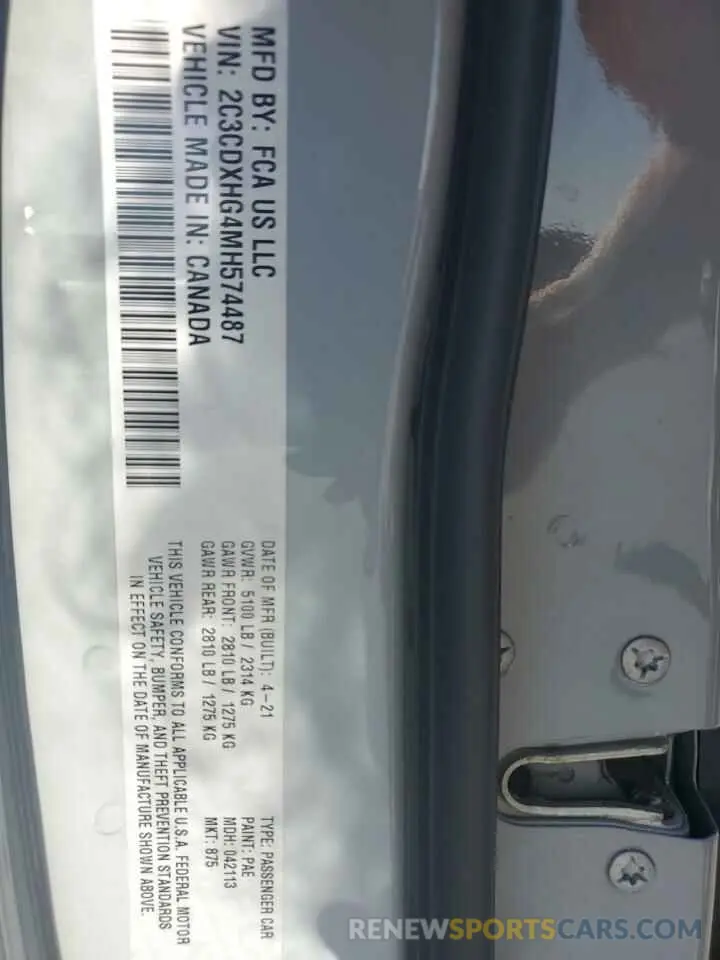 MFD BY: FCA US LLC
VIN: 2C3CDXHG4MH574487
VEHICLE MADE IN: CANADA
DATE OF MFR (BUILT): 4-21
GVWR: 5100 LB / 2314 KG
GAWR FRONT: 2810 LB / 1275 KG
GAWR REAR: 2810 LB / 1275 KG
TYPE: PASSENGER CAR
PAINT: PAE
MDH: 042113
MKT: 875
THIS VEHICLE CONFORMS TO ALL APPLICABLE U.S.A. FEDERAL MOTOR
VEHICLE SAFETY, BUMPER, AND THEFT PREVENTION STANDARDS
IN EFFECT ON THE DATE OF MANUFACTURE SHOWN ABOVE.
RENEWSPORTSCARS.COM